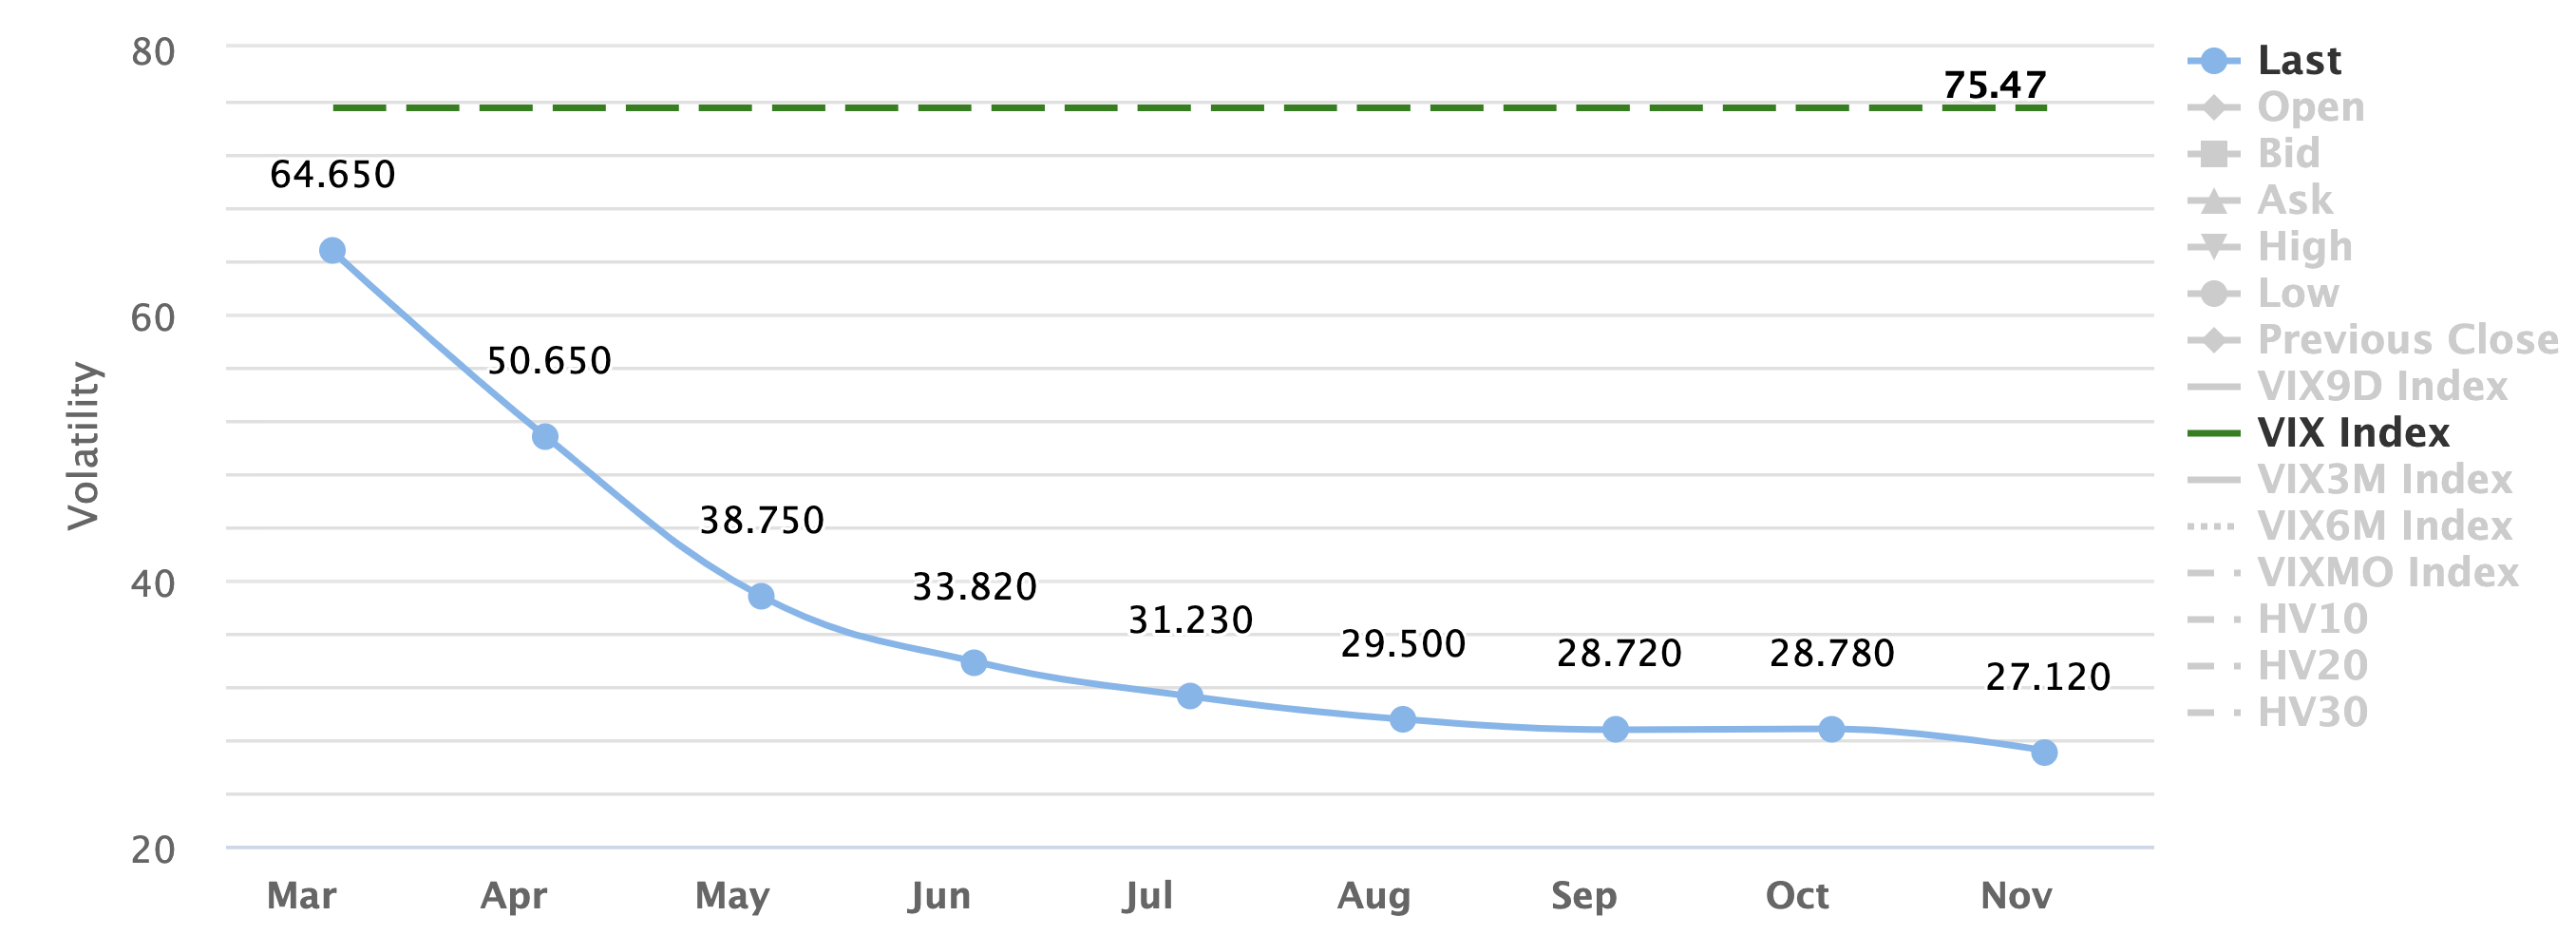 80
60
40
20
Volatility
75.47
64.650
50.650
38.750
33.820
31.230
29.500
28.720
28.780
27.120
Mar
Apr
May
Jun
Jul
Aug
Sep
Oct
Nov
Last
Open
Bid
Ask
High
Low
Previous Close
VIX9D Index
VIX Index
VIX3M Index
VIX6M Index
VIXMO Index
HV10
HV20
HV30